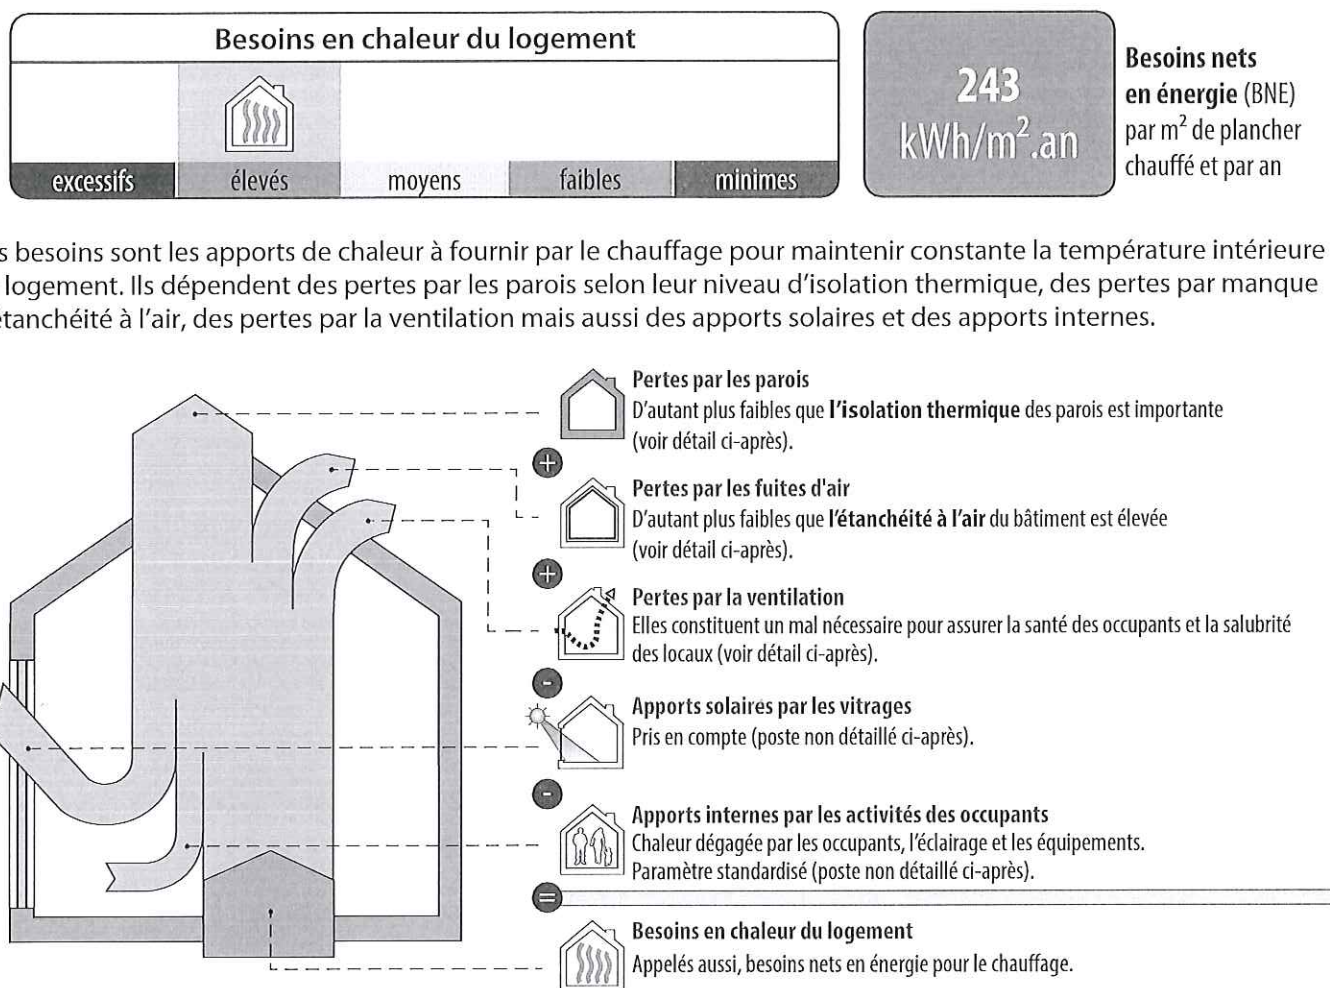 Besoins en chaleur du logement
excessifs élevés moyens faibles minimes
243
kWh/m².an
Besoins nets
en énergie (BNE)
par m² de plancher
chauffé et par an
s besoins sont les apports de chaleur à fournir par le chauffage pour maintenir constante la température intérieure
logement. Ils dépendent des pertes par les parois selon leur niveau d’isolation thermique, des pertes par manque
étanchéité à l’air, des pertes par la ventilation mais aussi des apports solaires et des apports internes.
Pertes par les parois
D’autant plus faibles que l’isolation thermique des parois est importante
(voir détail ci-après).
+
Pertes par les fuites d'air
D’autant plus faibles que l’étanchéité à l’air du bâtiment est élevée
(voir détail ci-après).
+
Pertes par la ventilation
Elles constituent un mal nécessaire pour assurer la santé des occupants et la salubrité
des locaux (voir détail ci-après).
-
Apports solaires par les vitrages
Pris en compte (poste non détaillé ci-après).
-
Apports internes par les activités des occupants
Chaleur dégagée par les occupants, l’éclairage et les équipements.
Paramètre standardisé (poste non détaillé ci-après).
=
Besoins en chaleur du logement
Appelés aussi, besoins nets en énergie pour le chauffage.